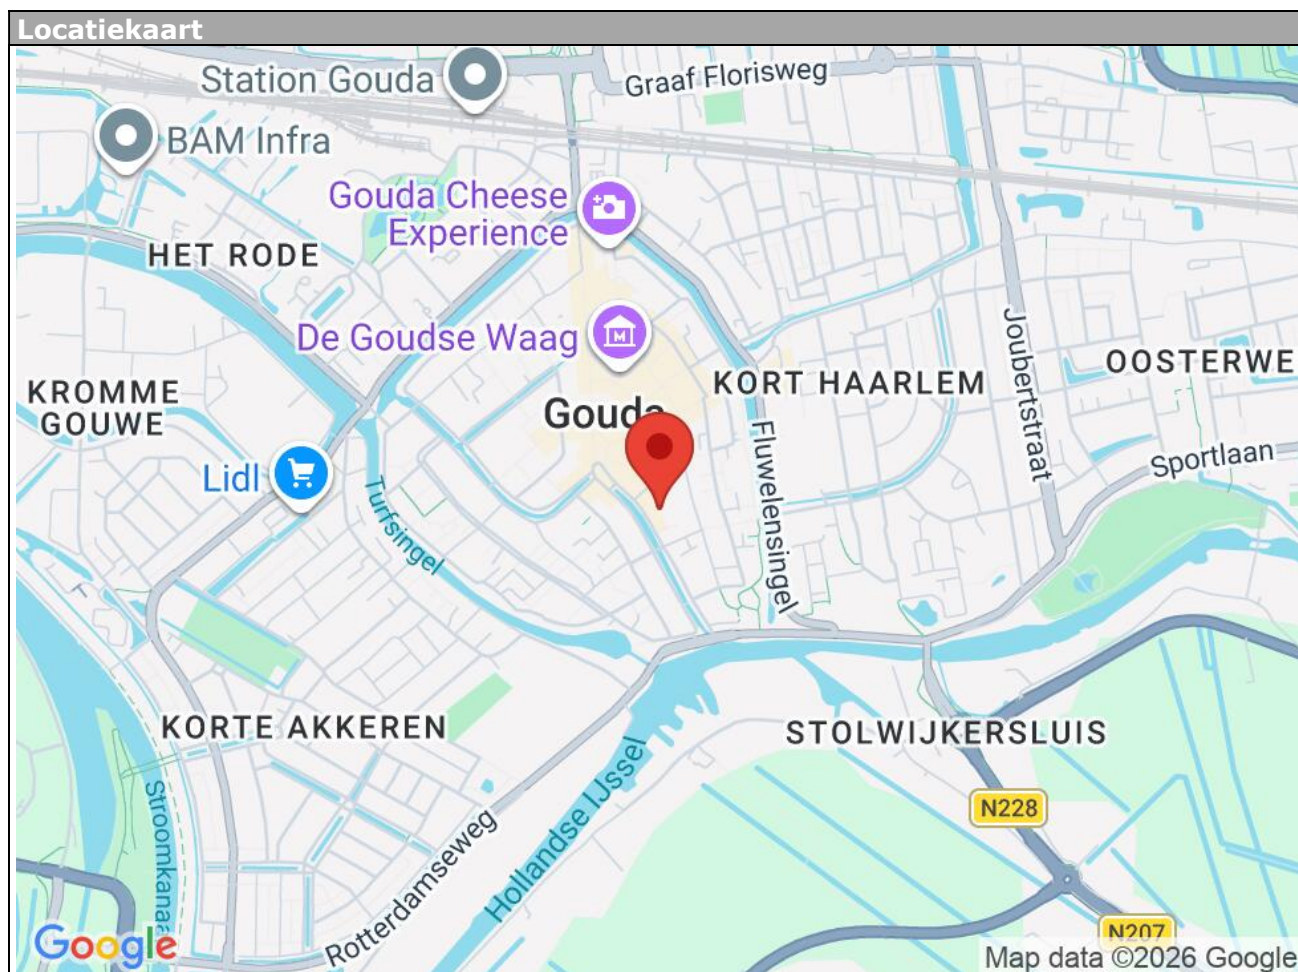 Locatiekaart
Station Gouda
Graaf Florisweg
BAM Infra
Gouda Cheese
Experience
HET RODE
De Goudse Waag
Joubertstraat
OOSTERWE
KROMME
GOUWE
KORT HAARLEM
Gouda
Lidl
Fluwelensingel
Sportlaan
Turfsingel
KORTE AKKEREN
STOLWIJKERSLUIS
Hollandse IJssel
Stroomkanaa
N228
Rotterdamseweg
N207
Google
Map data ©2026 Google